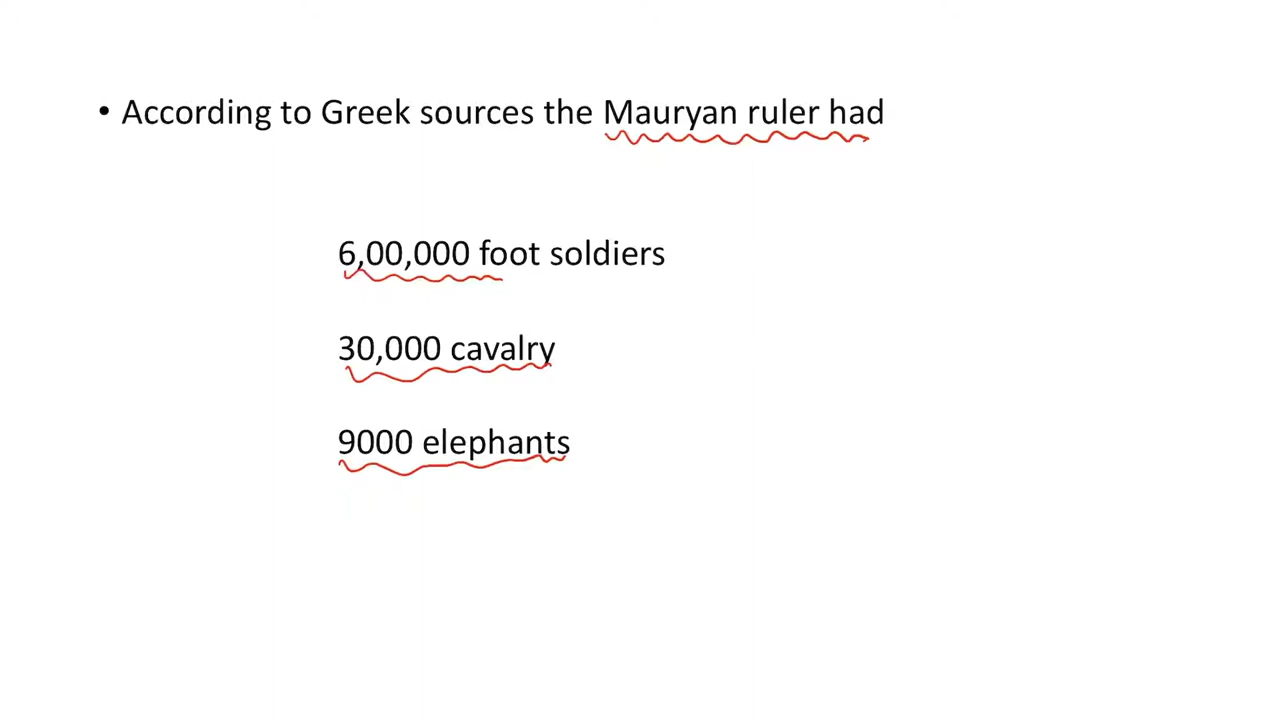 • According to Greek sources the Mauryan ruler had
6,00,000 foot soldiers
30,000 cavalry
9000 elephants